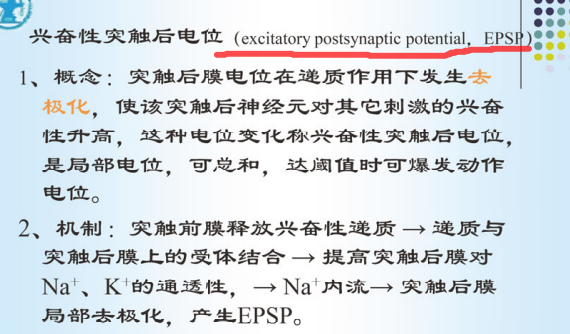 兴奋性突触后电位（excitatory postsynaptic potential，EPSP）
1、概念：突触后膜电位在递质作用下发生去
极化，使该突触后神经元对其它刺激的兴奋
性升高，这种电位变化称兴奋性突触后电位，
是局部电位，可总和，达阈值时可爆发动作
电位。
2、机制：突触前膜释放兴奋性递质→递质与
突触后膜上的受体结合→提高突触后膜对
Na⁺、K⁺的通透性，→Na⁺内流→突触后膜
局部去极化，产生EPSP。